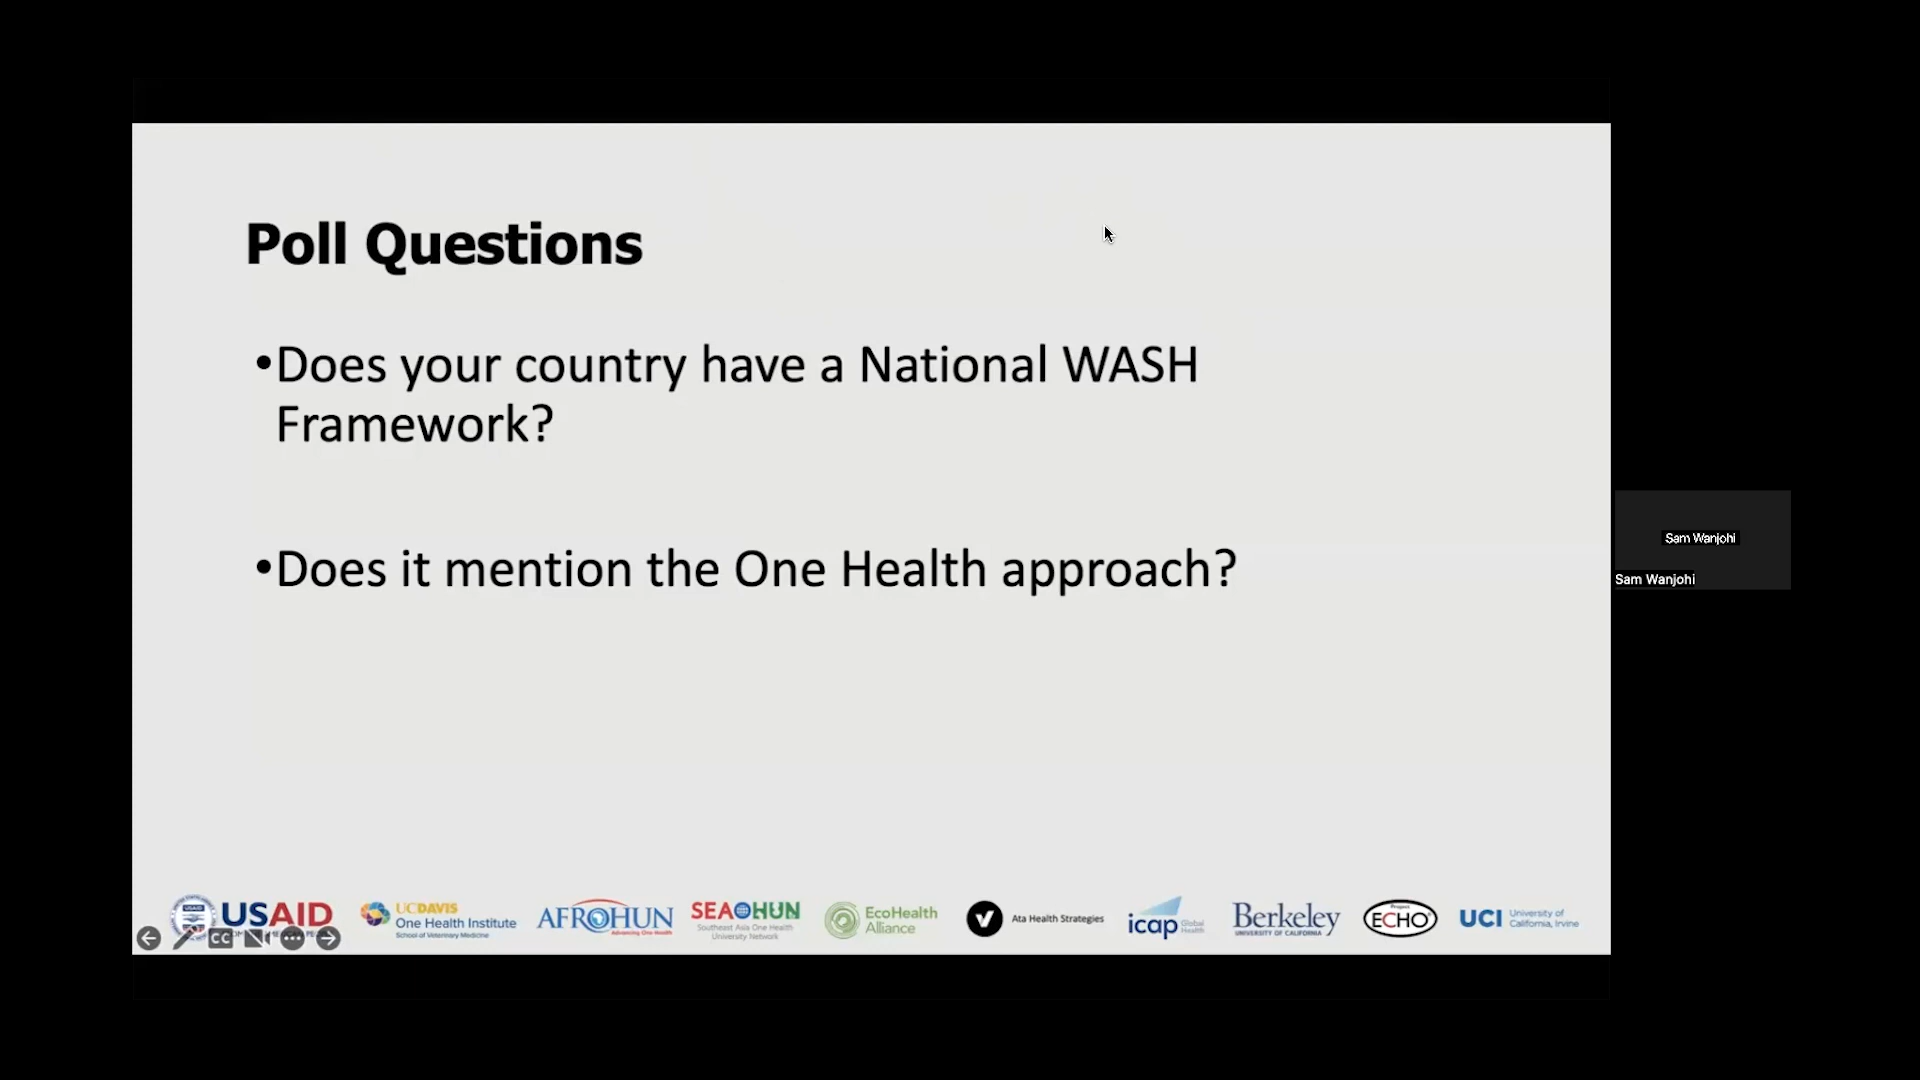 Poll Questions
•Does your country have a National WASH
Framework?
•Does it mention the One Health approach?
Sam Wanjohi
Sam Wanjohi
USAID
UCDAVIS
One Health Institute
School of Veterinary Medicine
AFROHUN
Advancing One Health
SEAOHUN
Southeast Asia One Health
University Network
EcoHealth
Alliance
Ata Health Strategies
icap Global
Health
Berkeley
UNIVERSITY OF CALIFORNIA
Project
ECHO
UCI University of
California, Irvine
CC